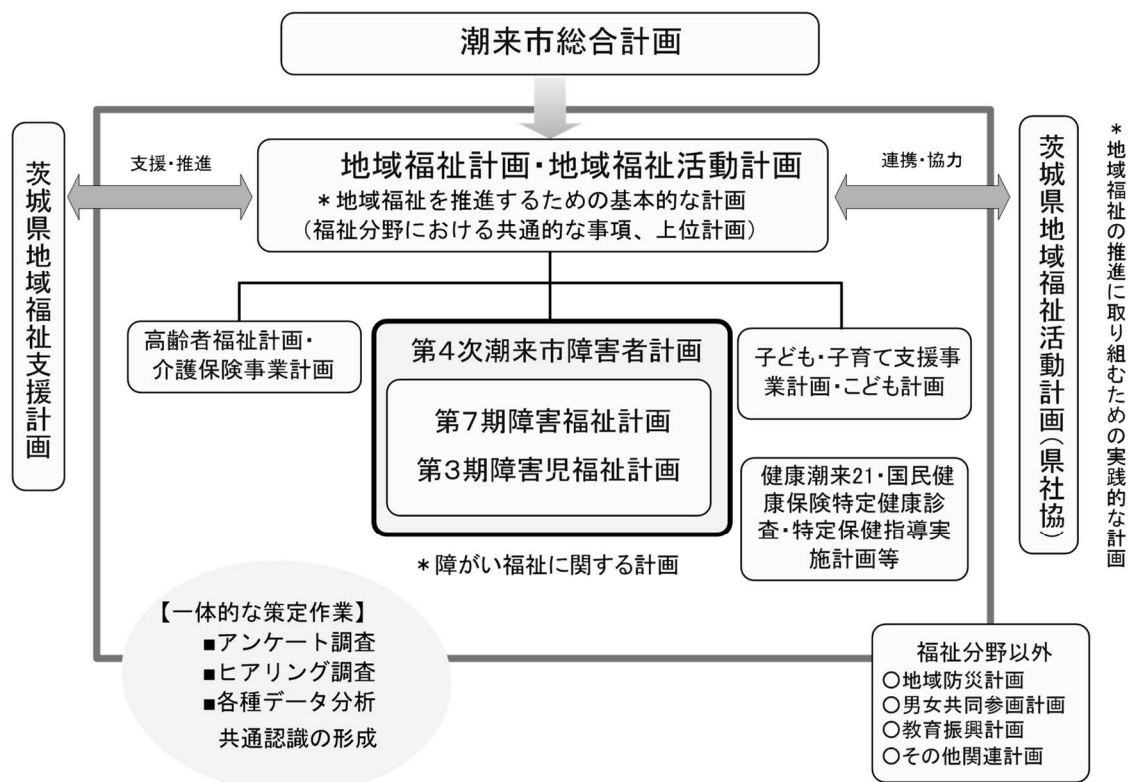 潮来市総合計画
茨城県地域福祉支援計画
支援・推進
地域福祉計画・地域福祉活動計画
＊地域福祉を推進するための基本的な計画
（福祉分野における共通的な事項、上位計画）
連携・協力
茨城県地域福祉活動計画（県社協）
＊地域福祉の推進に取り組むための実践的な計画
高齢者福祉計画・
介護保険事業計画
第４次潮来市障害者計画
第７期障害福祉計画
第３期障害児福祉計画
＊障がい福祉に関する計画
子ども・子育て支援事
業計画・こども計画
健康潮来21・国民健
康保険特定健康診
査・特定保健指導実
施計画等
【一体的な策定作業】
■アンケート調査
■ヒアリング調査
■各種データ分析
共通認識の形成
福祉分野以外
○地域防災計画
○男女共同参画計画
○教育振興計画
○その他関連計画